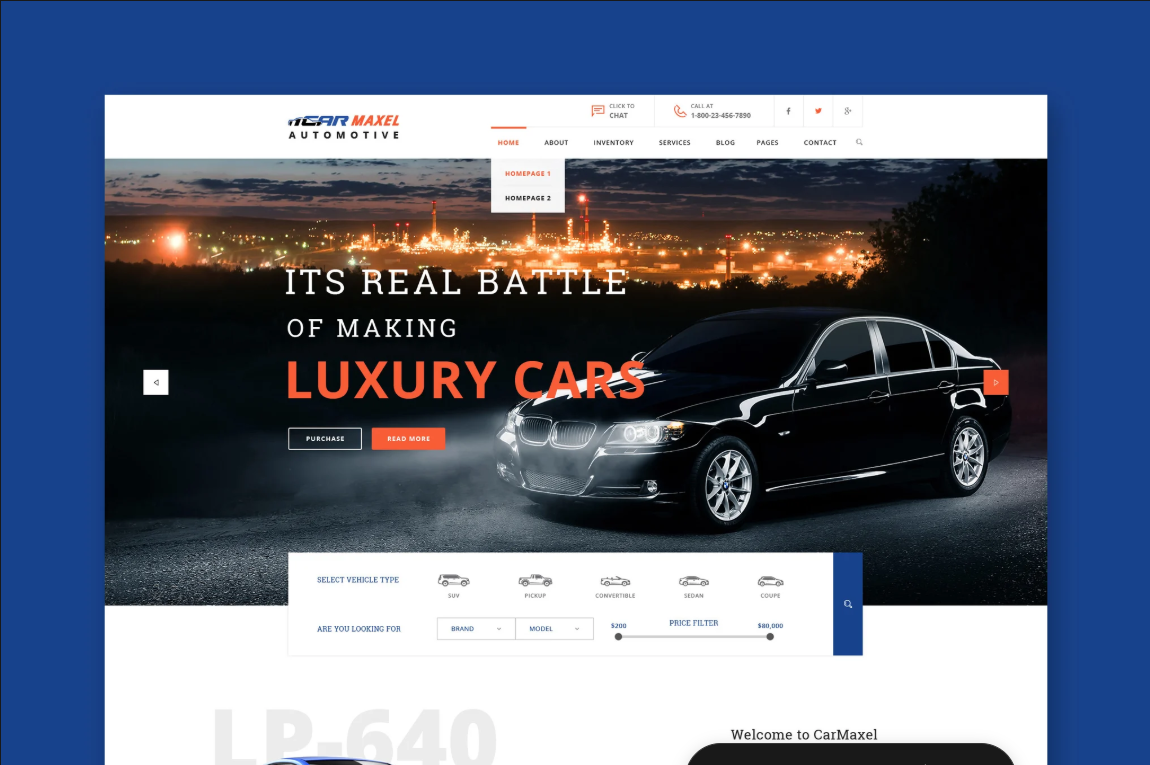 CAR MAXEL
AUTOMOTIVE
CLICK TO
CHAT
CALL AT
1-800-23-456-7890
HOME
ABOUT
INVENTORY
SERVICES
BLOG
PAGES
CONTACT
HOMEPAGE 1
HOMEPAGE 2
ITS REAL BATTLE
OF MAKING
LUXURY CARS
PURCHASE
READ MORE
SELECT VEHICLE TYPE
SUV
PICKUP
CONVERTIBLE
SEDAN
COUPE
ARE YOU LOOKING FOR
BRAND
MODEL
$200
PRICE FILTER
$80,000
LP-640
Welcome to CarMaxel